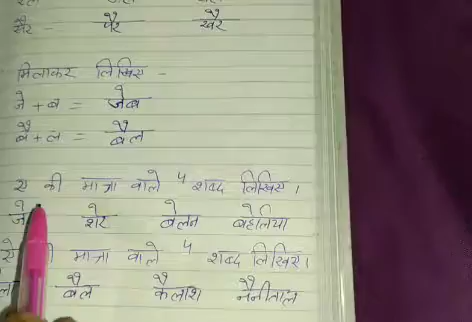 सैर - पैर खैर
मिलाकर लिखिए -
जे + ब = जेब
बै + ल = बैल
ए की मात्रा वाले 4 शब्द लिखिए।
जे शेर बेलन बहेलिया
ऐ की मात्रा वाले 4 शब्द लिखिए।
बैल कैलाश नैनीताल